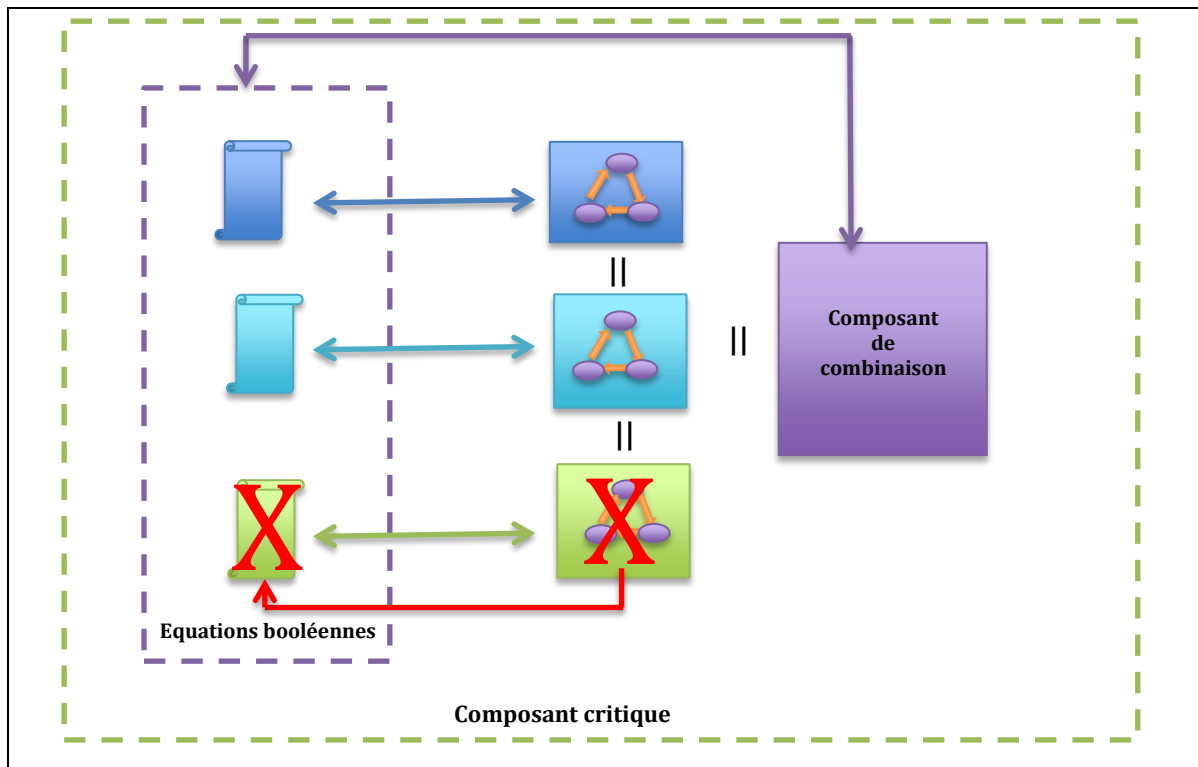 ||
Composant
de
combinaison
||
||
X
X
Equations booléennes
Composant critique